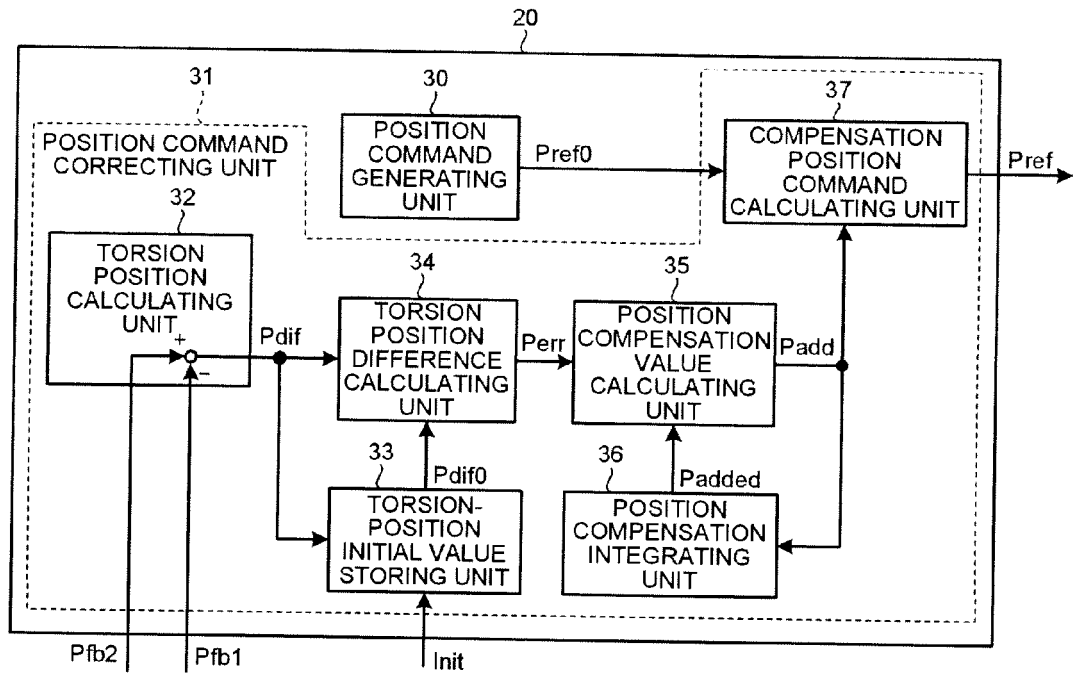 20
31
30
37
POSITION COMMAND
CORRECTING UNIT
POSITION
COMMAND
GENERATING
UNIT
Pref0
COMPENSATION
POSITION
COMMAND
CALCULATING UNIT
Pref
32
TORSION
POSITION
CALCULATING
UNIT
+
−
Pdif
34
TORSION
POSITION
DIFFERENCE
CALCULATING
UNIT
Perr
35
POSITION
COMPENSATION
VALUE
CALCULATING
UNIT
Padd
33
Pdif0
TORSION-
POSITION
INITIAL VALUE
STORING UNIT
36
Padded
POSITION
COMPENSATION
INTEGRATING
UNIT
Pfb2
Pfb1
Init